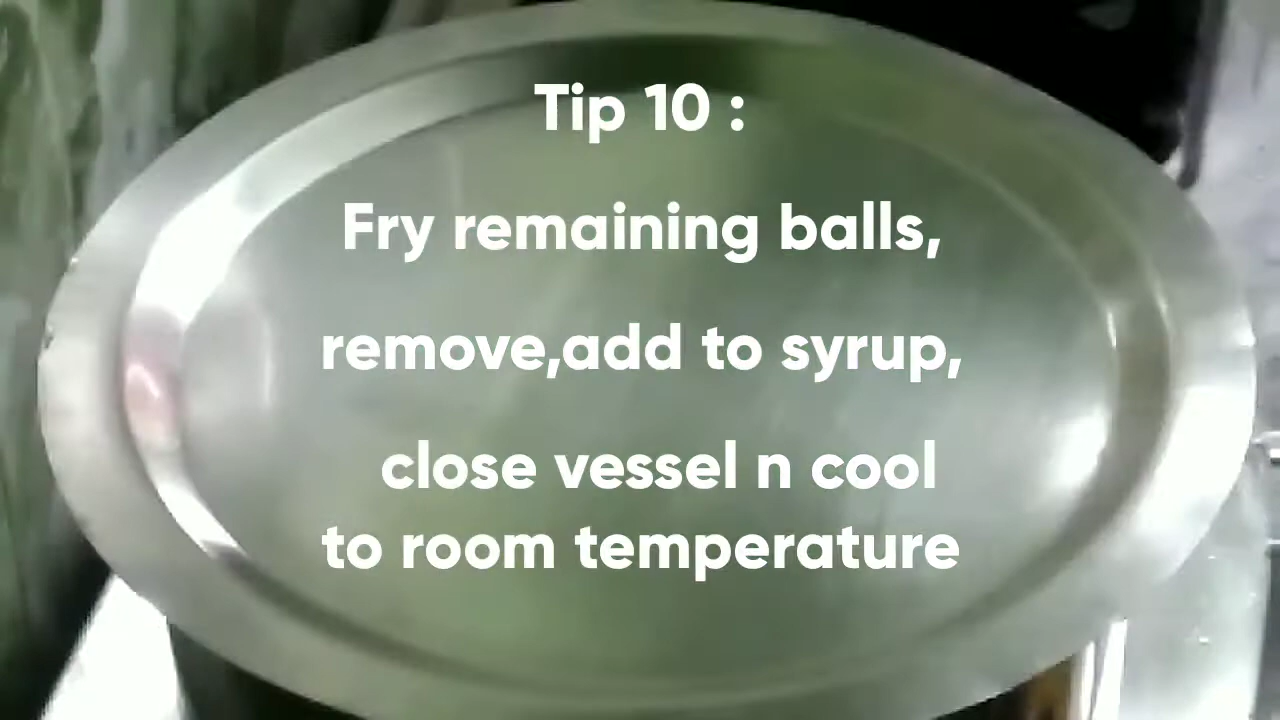 Tip 10 :
Fry remaining balls,
remove,add to syrup,
close vessel n cool
to room temperature